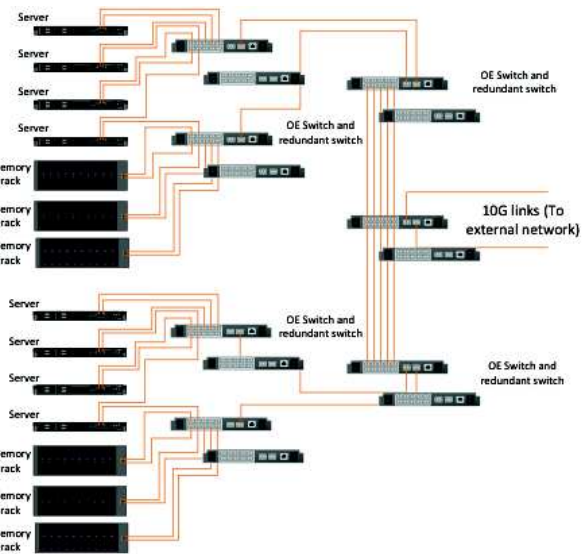 Server
Server
Server
Server
emory
rack
emory
rack
emory
rack
OE Switch and
redundant switch
OE Switch and
redundant switch
10G links (To
external network)
Server
Server
Server
Server
emory
rack
emory
rack
emory
rack
OE Switch and
redundant switch
OE Switch and
redundant switch